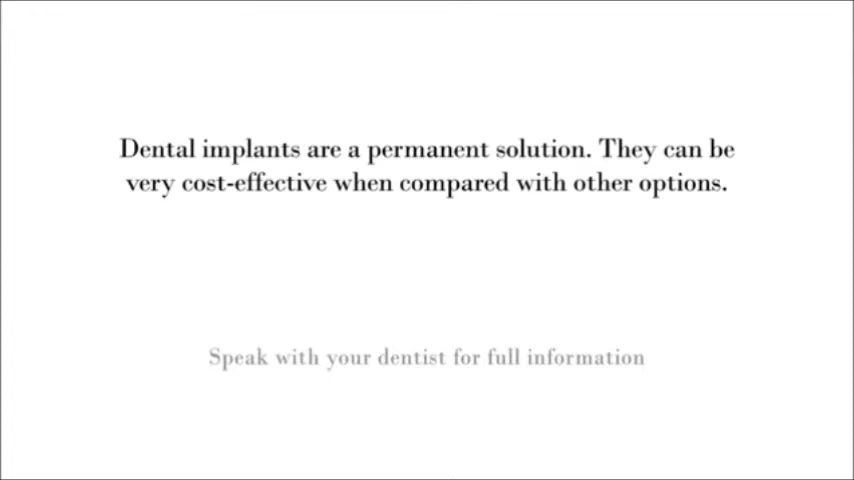 Dental implants are a permanent solution. They can be
very cost-effective when compared with other options.
Speak with your dentist for full information